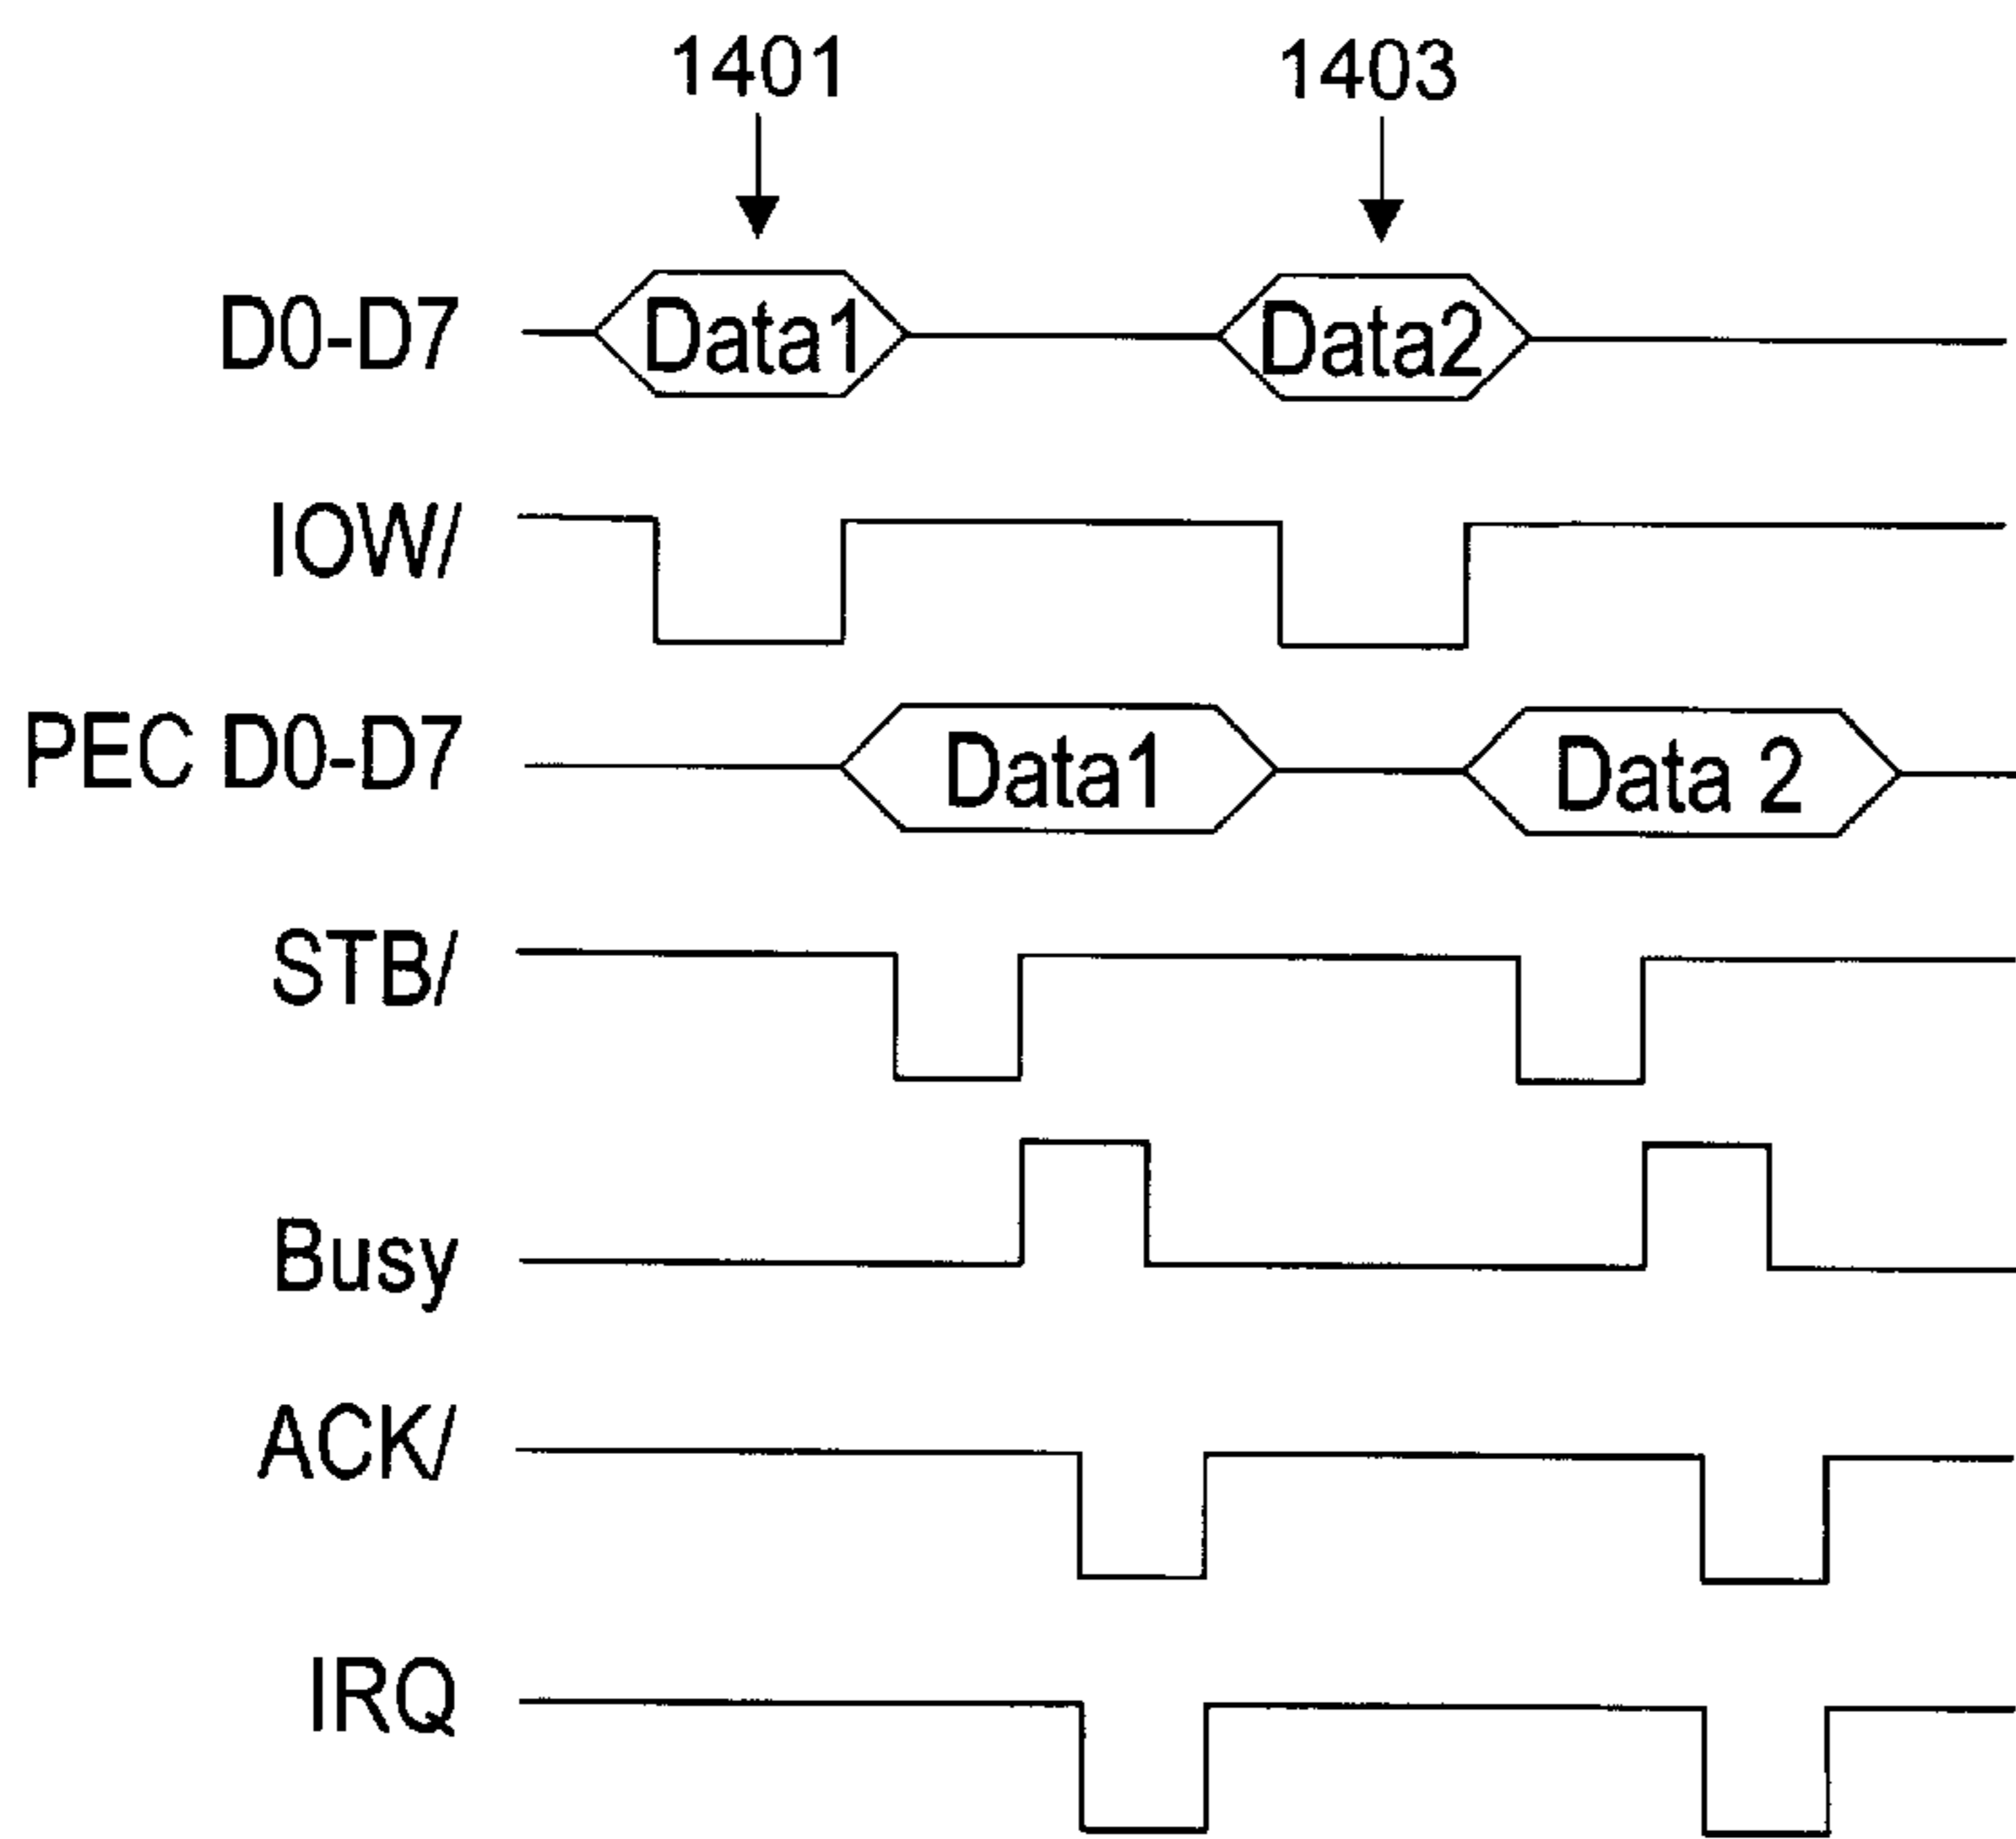 1401 1403
D0-D7 Data1 Data2
IOW/
PEC D0-D7 Data1 Data 2
STB/
Busy
ACK/
IRQ